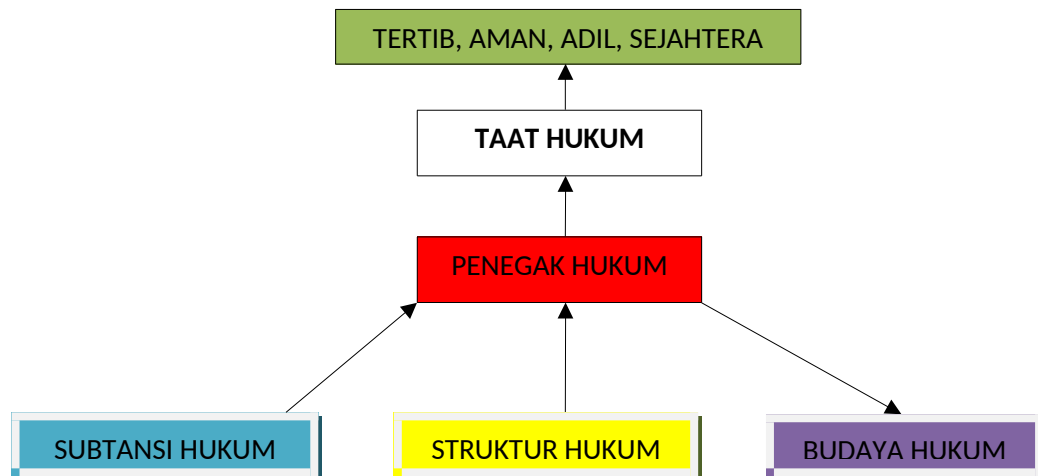 TERTIB, AMAN, ADIL, SEJAHTERA
TAAT HUKUM
PENEGAK HUKUM
SUBTANSI HUKUM
STRUKTUR HUKUM
BUDAYA HUKUM